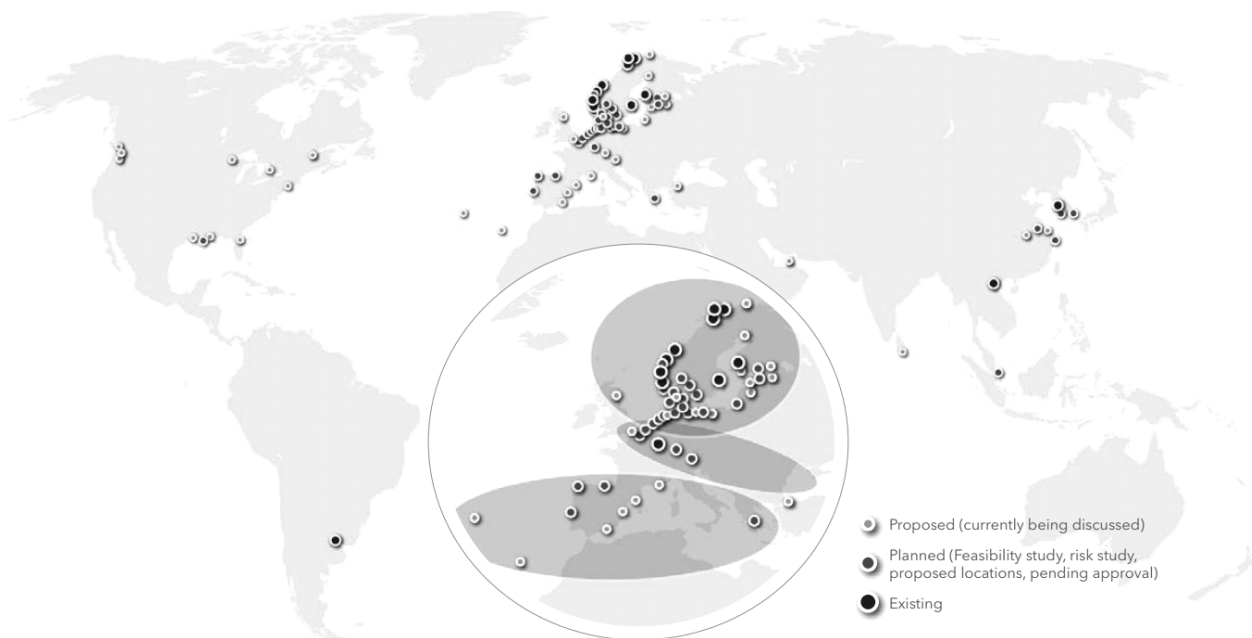 Proposed (currently being discussed)
Planned (Feasibility study, risk study,
proposed locations, pending approval)
Existing